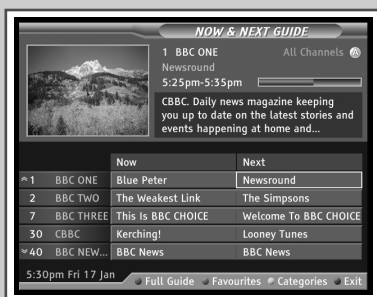 NOW & NEXT GUIDE
1 BBC ONE All Channels A
Newsround
5:25pm-5:35pm
CBBC. Daily news magazine keeping
you up to date on the latest stories and
events happening at home and...
Now Next
1 BBC ONE Blue Peter Newsround
2 BBC TWO The Weakest Link The Simpsons
7 BBC THREE This Is BBC CHOICE Welcome To BBC CHOICE
30 CBBC Kerching! Looney Tunes
40 BBC NEW... BBC News BBC News
5:30pm Fri 17 Jan Full Guide Favourites Categories Exit